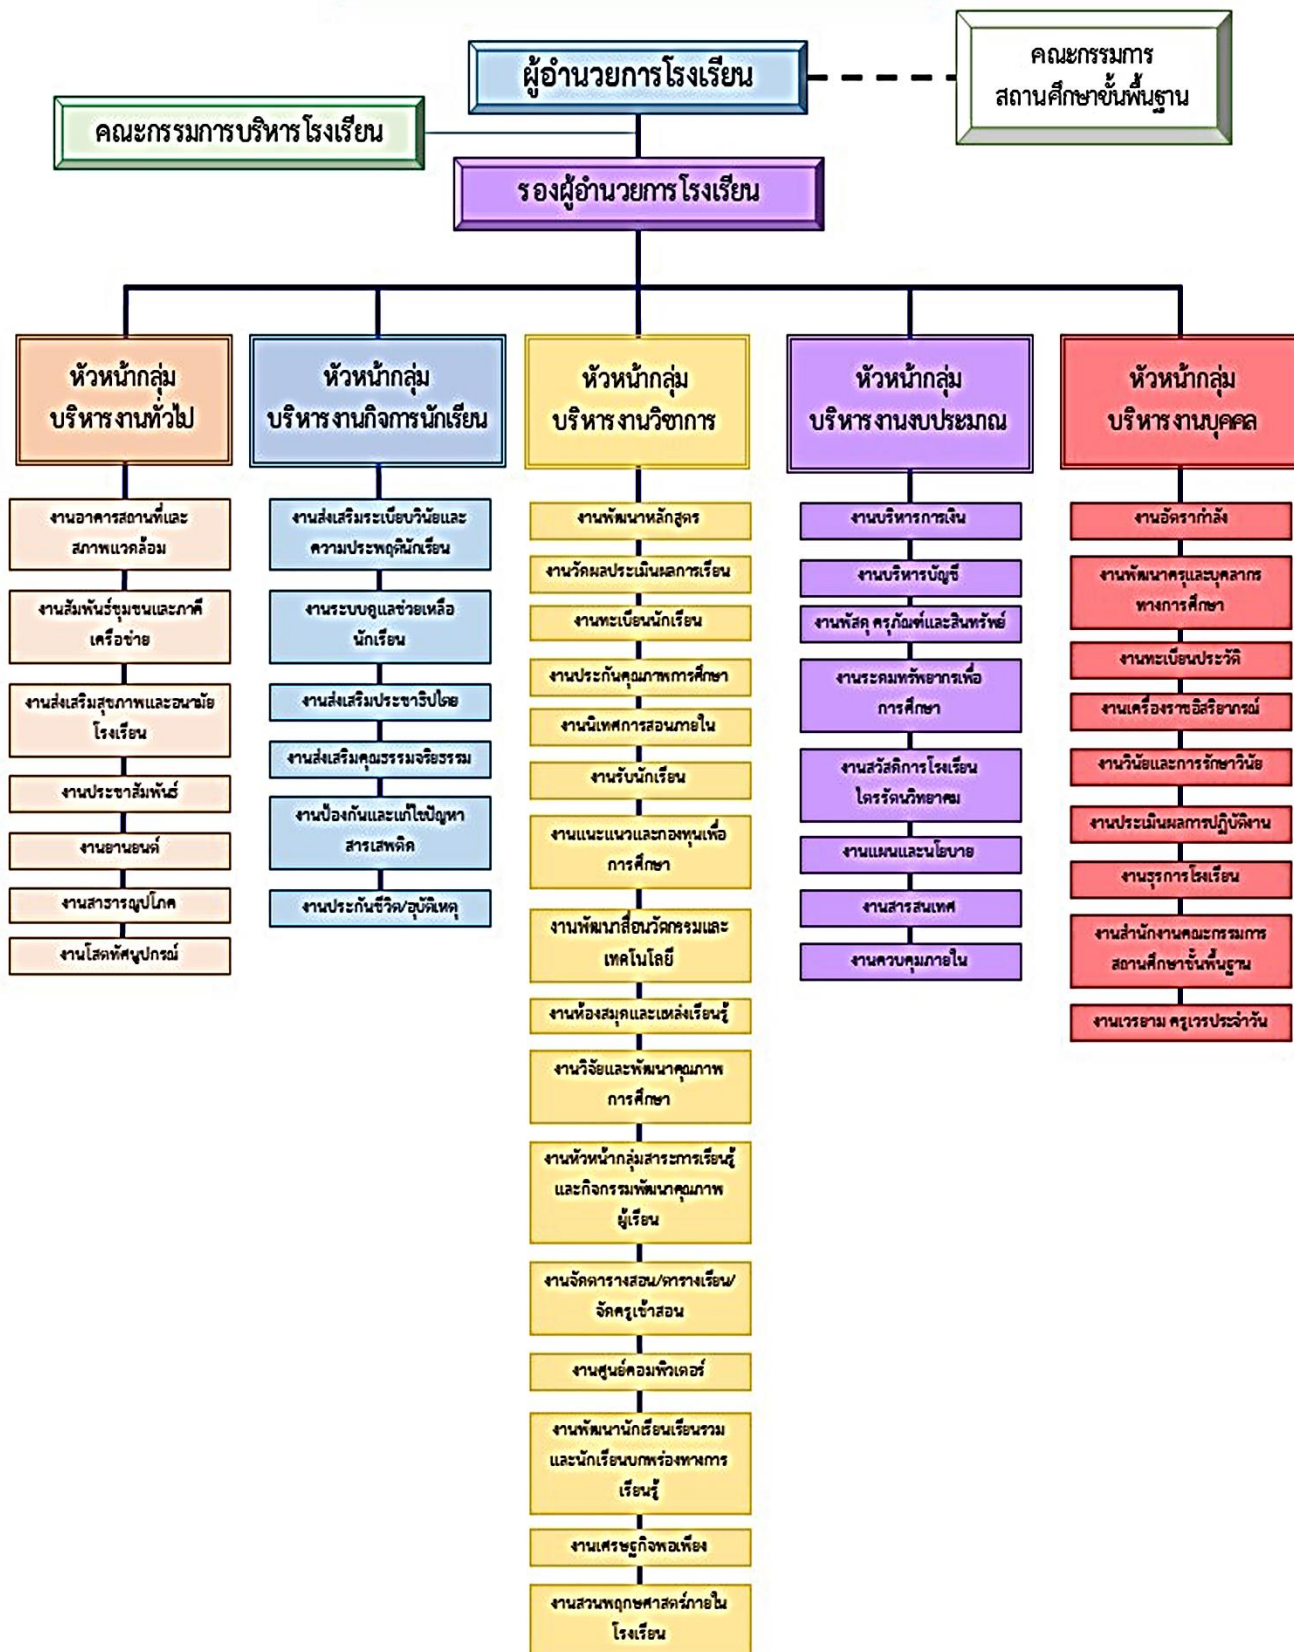 ผู้อำนวยการโรงเรียน
คณะกรรมการ
สถานศึกษาขั้นพื้นฐาน
คณะกรรมการบริหารโรงเรียน
รองผู้อำนวยการโรงเรียน
หัวหน้ากลุ่ม
บริหารงานทั่วไป
งานอาคารสถานที่และ
สภาพแวดล้อม
งานสัมพันธ์ชุมชนและภาคี
เครือข่าย
งานส่งเสริมสุขภาพและอนามัย
โรงเรียน
งานประชาสัมพันธ์
งานยานยนต์
งานสาธารณูปโภค
งานโสตทัศนูปกรณ์
หัวหน้ากลุ่ม
บริหารงานกิจการนักเรียน
งานส่งเสริมระเบียบวินัยและ
ความประพฤตินักเรียน
งานระบบดูแลช่วยเหลือ
นักเรียน
งานส่งเสริมประชาธิปไตย
งานส่งเสริมคุณธรรมจริยธรรม
งานป้องกันและแก้ไขปัญหา
สารเสพติด
งานประกันชีวิต/อุบัติเหตุ
หัวหน้ากลุ่ม
บริหารงานวิชาการ
งานพัฒนาหลักสูตร
งานวัดผลประเมินผลการเรียน
งานทะเบียนนักเรียน
งานประกันคุณภาพการศึกษา
งานนิเทศการสอนภายใน
งานรับนักเรียน
งานแนะแนวและกองทุนเพื่อ
การศึกษา
งานพัฒนาสื่อนวัตกรรมและ
เทคโนโลยี
งานห้องสมุดและแหล่งเรียนรู้
งานวิจัยและพัฒนาคุณภาพ
การศึกษา
งานหัวหน้ากลุ่มสาระการเรียนรู้
และกิจกรรมพัฒนาคุณภาพ
ผู้เรียน
งานจัดตารางสอน/ตารางเรียน/
จัดครูเข้าสอน
งานศูนย์คอมพิวเตอร์
งานพัฒนานักเรียนเรียนรวม
และนักเรียนบกพร่องทางการ
เรียนรู้
งานเศรษฐกิจพอเพียง
งานสวนพฤกษศาสตร์ภายใน
โรงเรียน
หัวหน้ากลุ่ม
บริหารงานงบประมาณ
งานบริหารการเงิน
งานบริหารบัญชี
งานพัสดุ ครุภัณฑ์และสินทรัพย์
งานระดมทรัพยากรเพื่อ
การศึกษา
งานสวัสดิการโรงเรียน
ไตรรัตนวิทยาคม
งานแผนและนโยบาย
งานสารสนเทศ
งานควบคุมภายใน
หัวหน้ากลุ่ม
บริหารงานบุคคล
งานอัตรากำลัง
งานพัฒนาครูและบุคลากร
ทางการศึกษา
งานทะเบียนประวัติ
งานเครื่องราชอิสริยาภรณ์
งานวินัยและการรักษาวินัย
งานประเมินผลการปฏิบัติงาน
งานธุรการโรงเรียน
งานสำนักงานคณะกรรมการ
สถานศึกษาขั้นพื้นฐาน
งานเวรยาม ครูเวรประจำวัน